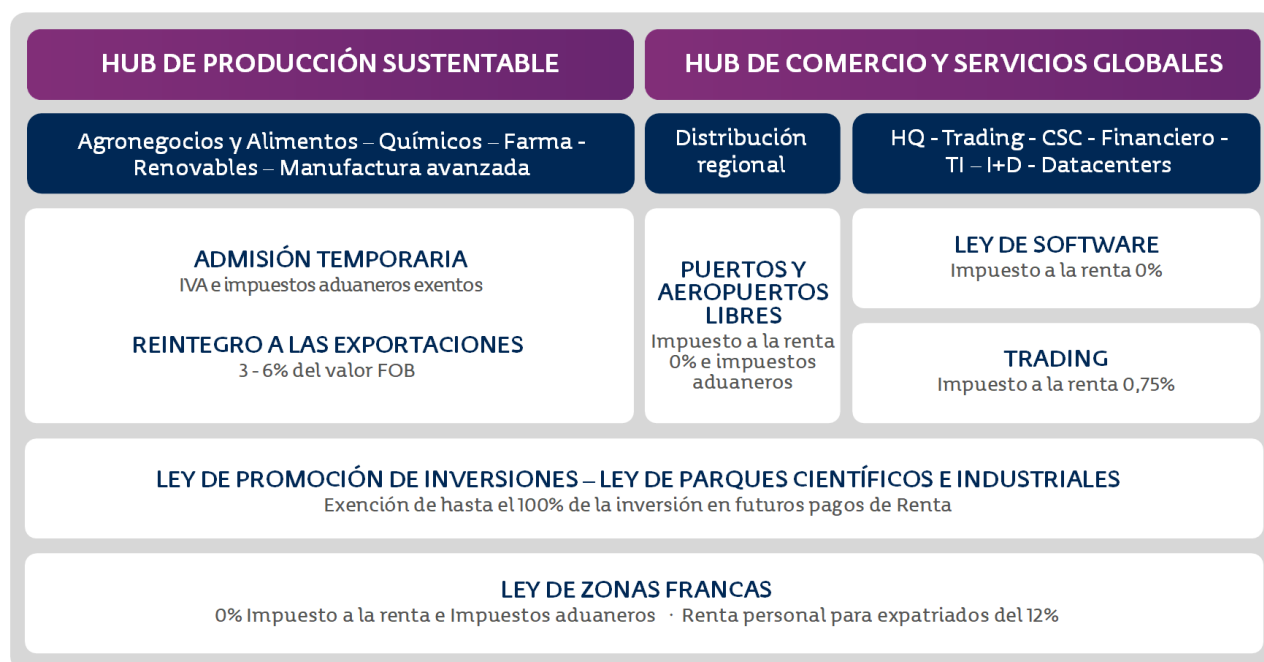 HUB DE PRODUCCIÓN SUSTENTABLE
HUB DE COMERCIO Y SERVICIOS GLOBALES
Agronegocios y Alimentos – Químicos – Farma -
Renovables – Manufactura avanzada
Distribución
regional
HQ - Trading - CSC - Financiero -
TI – I+D - Datacenters
ADMISIÓN TEMPORARIA
IVA e impuestos aduaneros exentos
REINTEGRO A LAS EXPORTACIONES
3 - 6% del valor FOB
PUERTOS Y
AEROPUERTOS
LIBRES
Impuesto a la renta
0% e impuestos
aduaneros
LEY DE SOFTWARE
Impuesto a la renta 0%
TRADING
Impuesto a la renta 0,75%
LEY DE PROMOCIÓN DE INVERSIONES – LEY DE PARQUES CIENTÍFICOS E INDUSTRIALES
Exención de hasta el 100% de la inversión en futuros pagos de Renta
LEY DE ZONAS FRANCAS
0% Impuesto a la renta e Impuestos aduaneros · Renta personal para expatriados del 12%